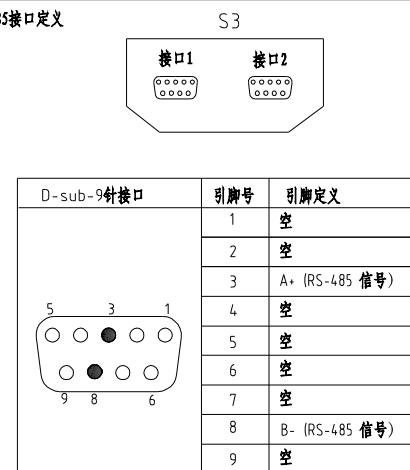 5接口定义
S3
接口1 接口2
D-sub-9针接口 引脚号 引脚定义
1 空
2 空
3 A+ (RS-485 信号)
4 空
5 空
6 空
7 空
8 B- (RS-485 信号)
9 空
5 3 1
9 8 6